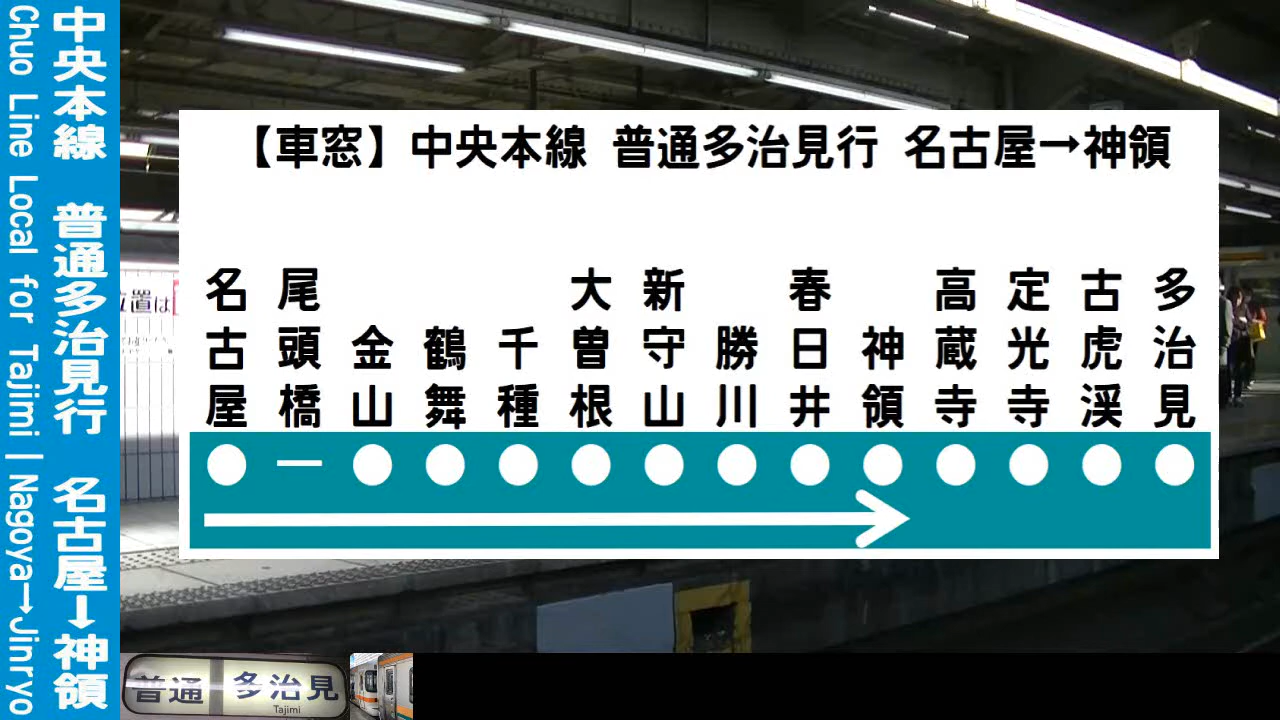 中央本線 普通多治見行 名古屋→神領
Chuo Line Local for Tajimi | Nagoya→Jinryo
【車窓】中央本線 普通多治見行 名古屋→神領
名古屋
尾頭橋
金山
鶴舞
千種
大曽根
新守山
勝川
春日井
神領
高蔵寺
定光寺
古虎渓
多治見
位置は
普通 多治見
Tajimi